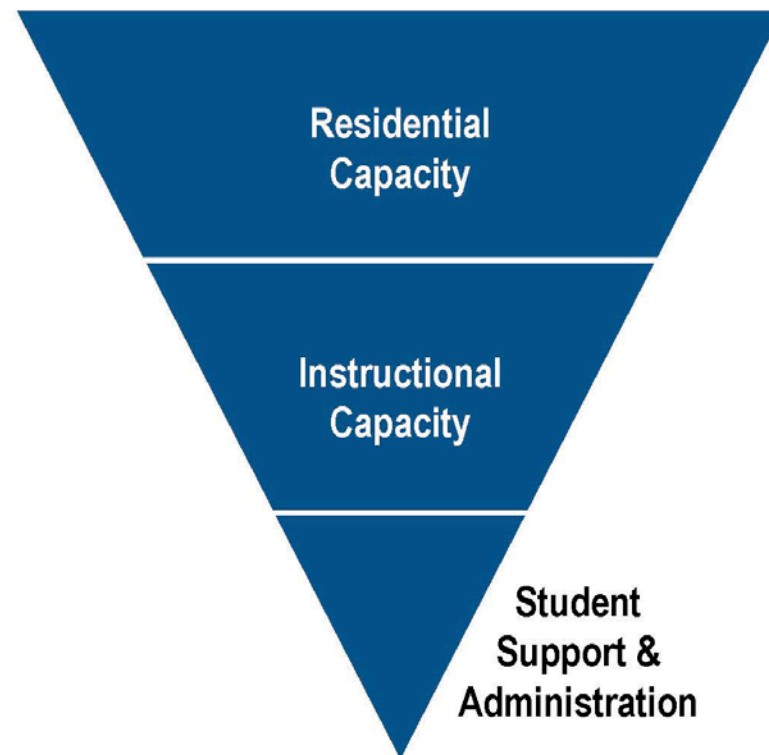 Residential
Capacity
Instructional
Capacity
Student
Support &
Administration